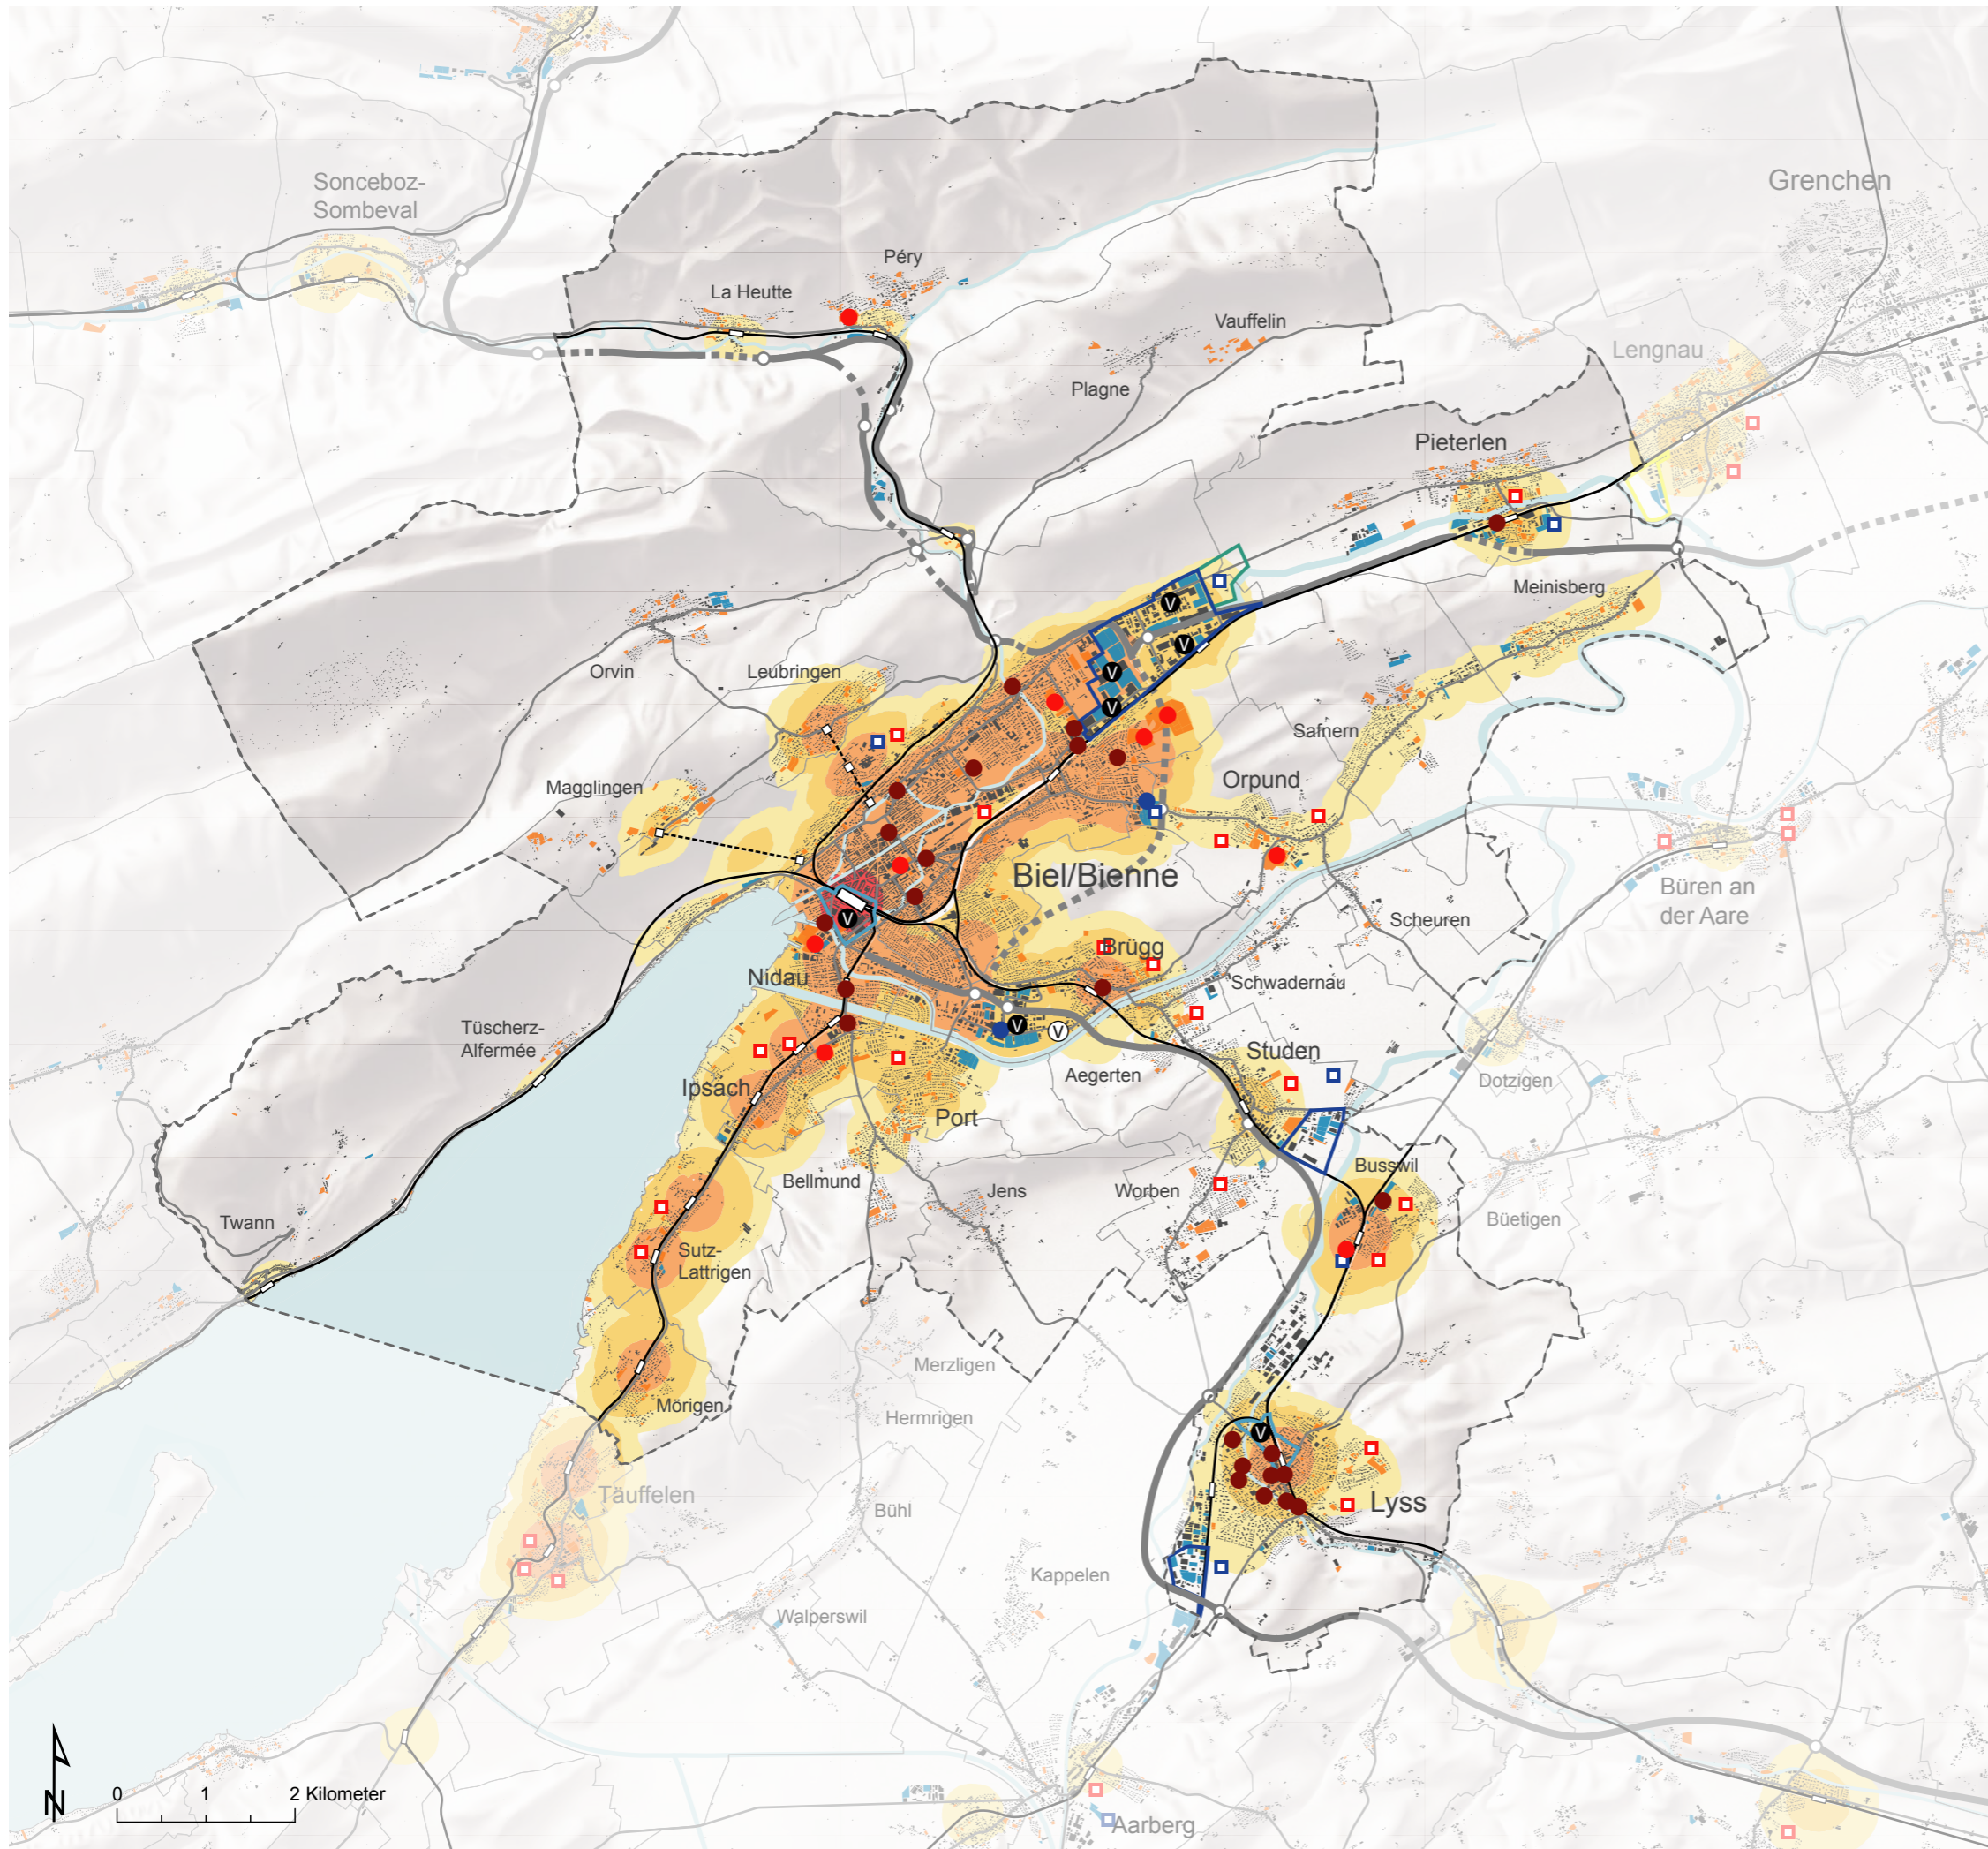 Sonceboz-
Sombeval
Grenchen
Péry
La Heutte
Vauffelin
Lengnau
Plagne
Pieterlen
Meinisberg
V
V
Orvin
Leubringen
V
V
Safnern
Magglingen
Orpund
Biel/Bienne
Büren an
der Aare
V
Scheuren
Brügg
Nidau
Schwadernau
V
V
Tüscherz-
Alfermée
Studen
Aegerten
Dotzigen
Ipsach
Port
Busswil
Bellmund
Jens
Worben
Twann
Büetigen
Sutz-
Lattrigen
Merzligen
Mörigen
Hermrigen
V
Täuffelen
Lyss
Bühl
Kappelen
Walperswil
N
0 1 2 Kilometer
Aarberg